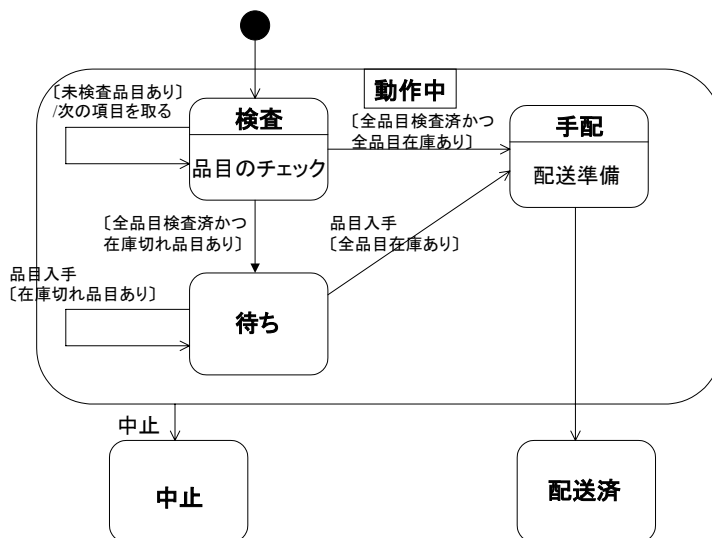 動作中
〔未検査品目あり〕
/次の項目を取る
検査
品目のチェック
〔全品目検査済かつ
全品目在庫あり〕
手配
配送準備
〔全品目検査済かつ
在庫切れ品目あり〕
品目入手
〔全品目在庫あり〕
品目入手
〔在庫切れ品目あり〕
待ち
中止
中止
配送済